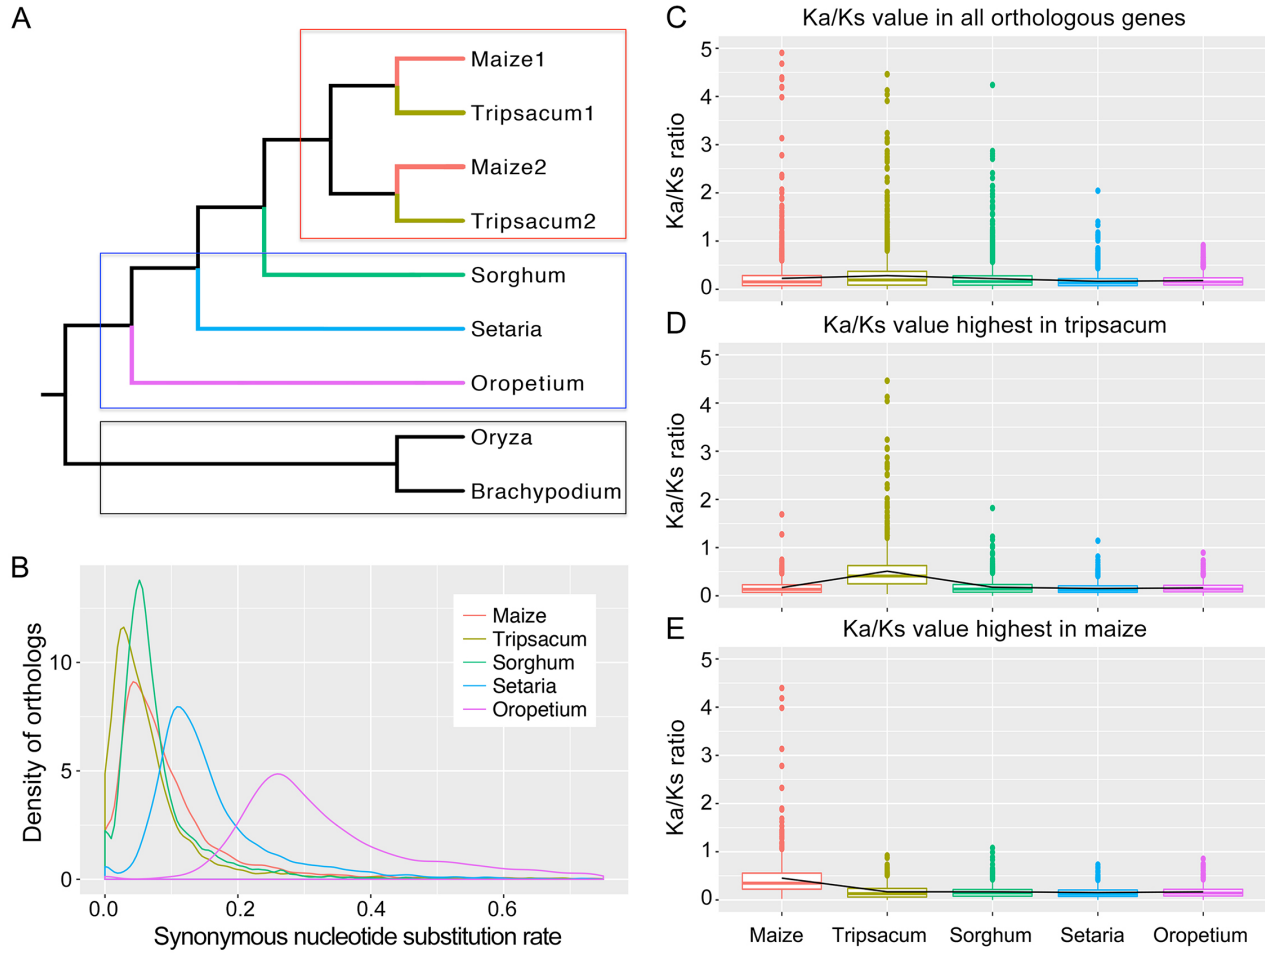 A
Maize1
Tripsacum1
Maize2
Tripsacum2
Sorghum
Setaria
Oropetium
Oryza
Brachypodium
B
Density of orthologs
10
5
0
0.0 0.2 0.4 0.6
Synonymous nucleotide substitution rate
Maize
Tripsacum
Sorghum
Setaria
Oropetium
C
Ka/Ks value in all orthologous genes
Ka/Ks ratio
5
4
3
2
1
0
D
Ka/Ks value highest in tripsacum
Ka/Ks ratio
5
4
3
2
1
0
E
Ka/Ks value highest in maize
Ka/Ks ratio
5
4
3
2
1
0
Maize Tripsacum Sorghum Setaria Oropetium